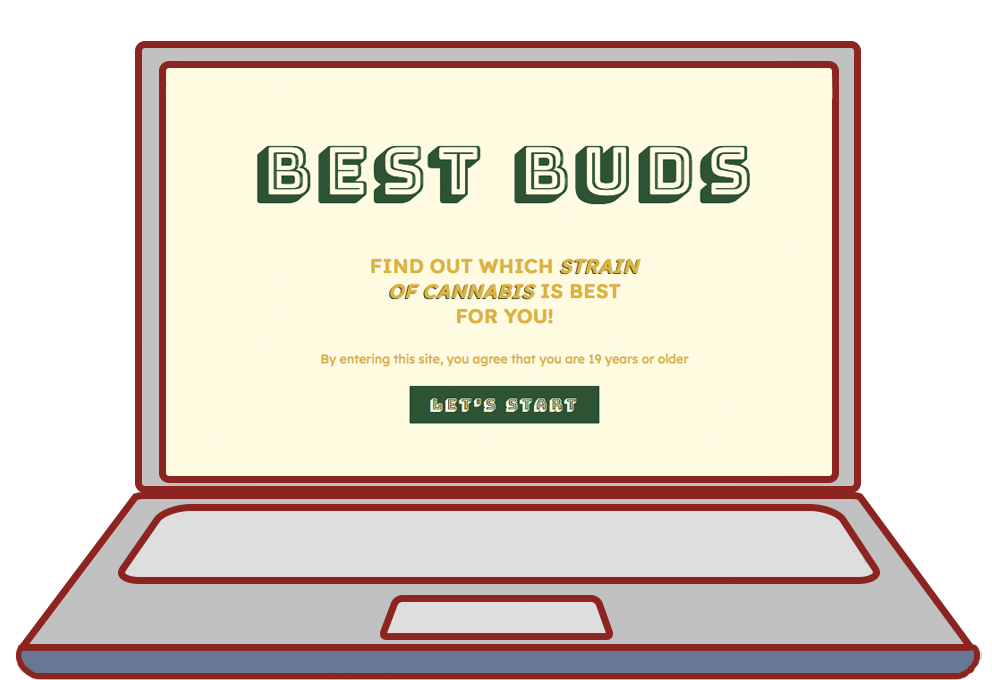 BEST BUDS
FIND OUT WHICH STRAIN
OF CANNABIS IS BEST
FOR YOU!
By entering this site, you agree that you are 19 years or older
LET'S START